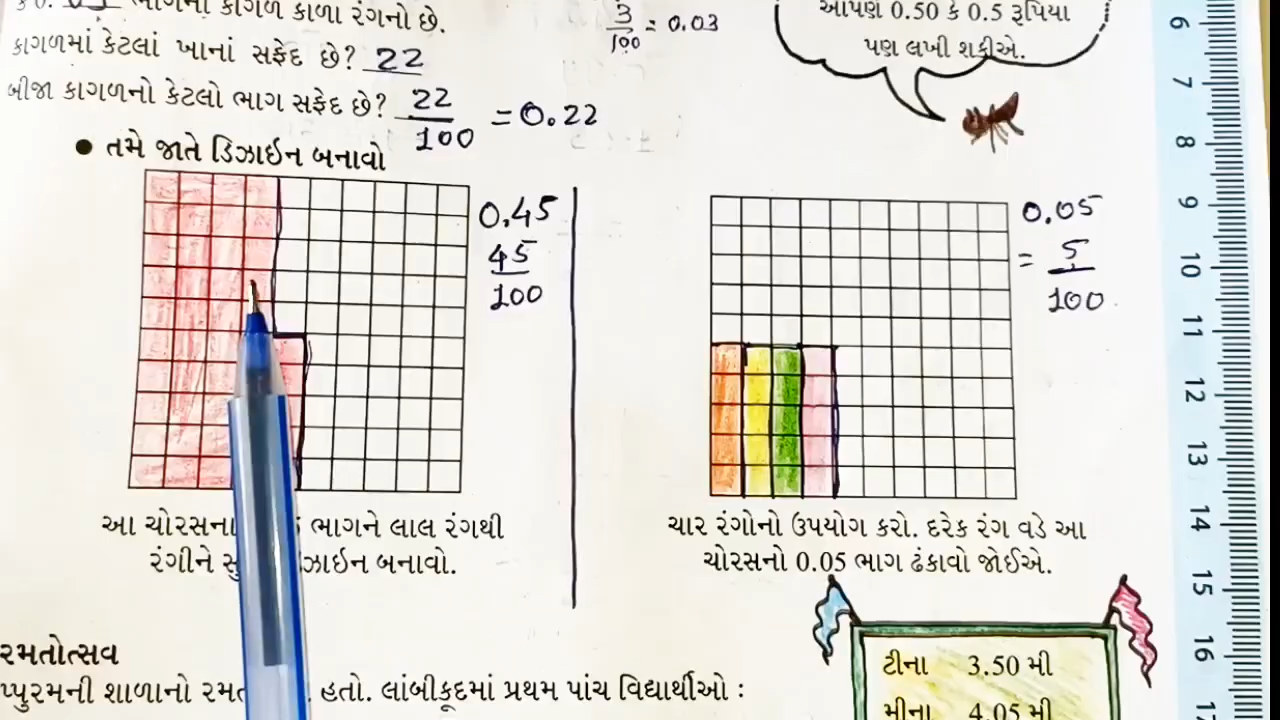 ભાગનો કાગળ કાળા રંગનો છે.
કાગળમાં કેટલાં ખાનાં સફેદ છે? 22
બીજા કાગળનો કેટલો ભાગ સફેદ છે? 22/100 = 0.22
3/100 = 0.03
આપણે 0.50 કે 0.5 રૂપિયા
પણ લખી શકીએ.
• તમે જાતે ડિઝાઇન બનાવો
0.45
45
100
આ ચોરસના ભાગને લાલ રંગથી
રંગીને બનાવો.
0.05
= 5
100
ચાર રંગોનો ઉપયોગ કરો. દરેક રંગ વડે આ
ચોરસનો 0.05 ભાગ ઢંકાવો જોઈએ.
રમતોત્સવ
હતો. લાંબીકૂદમાં પ્રથમ પાંચ વિદ્યાર્થીઓ :
ટીના 3.50 મી
મીના 4.05 મી
6
7
8
9
10
11
12
13
14
15
16